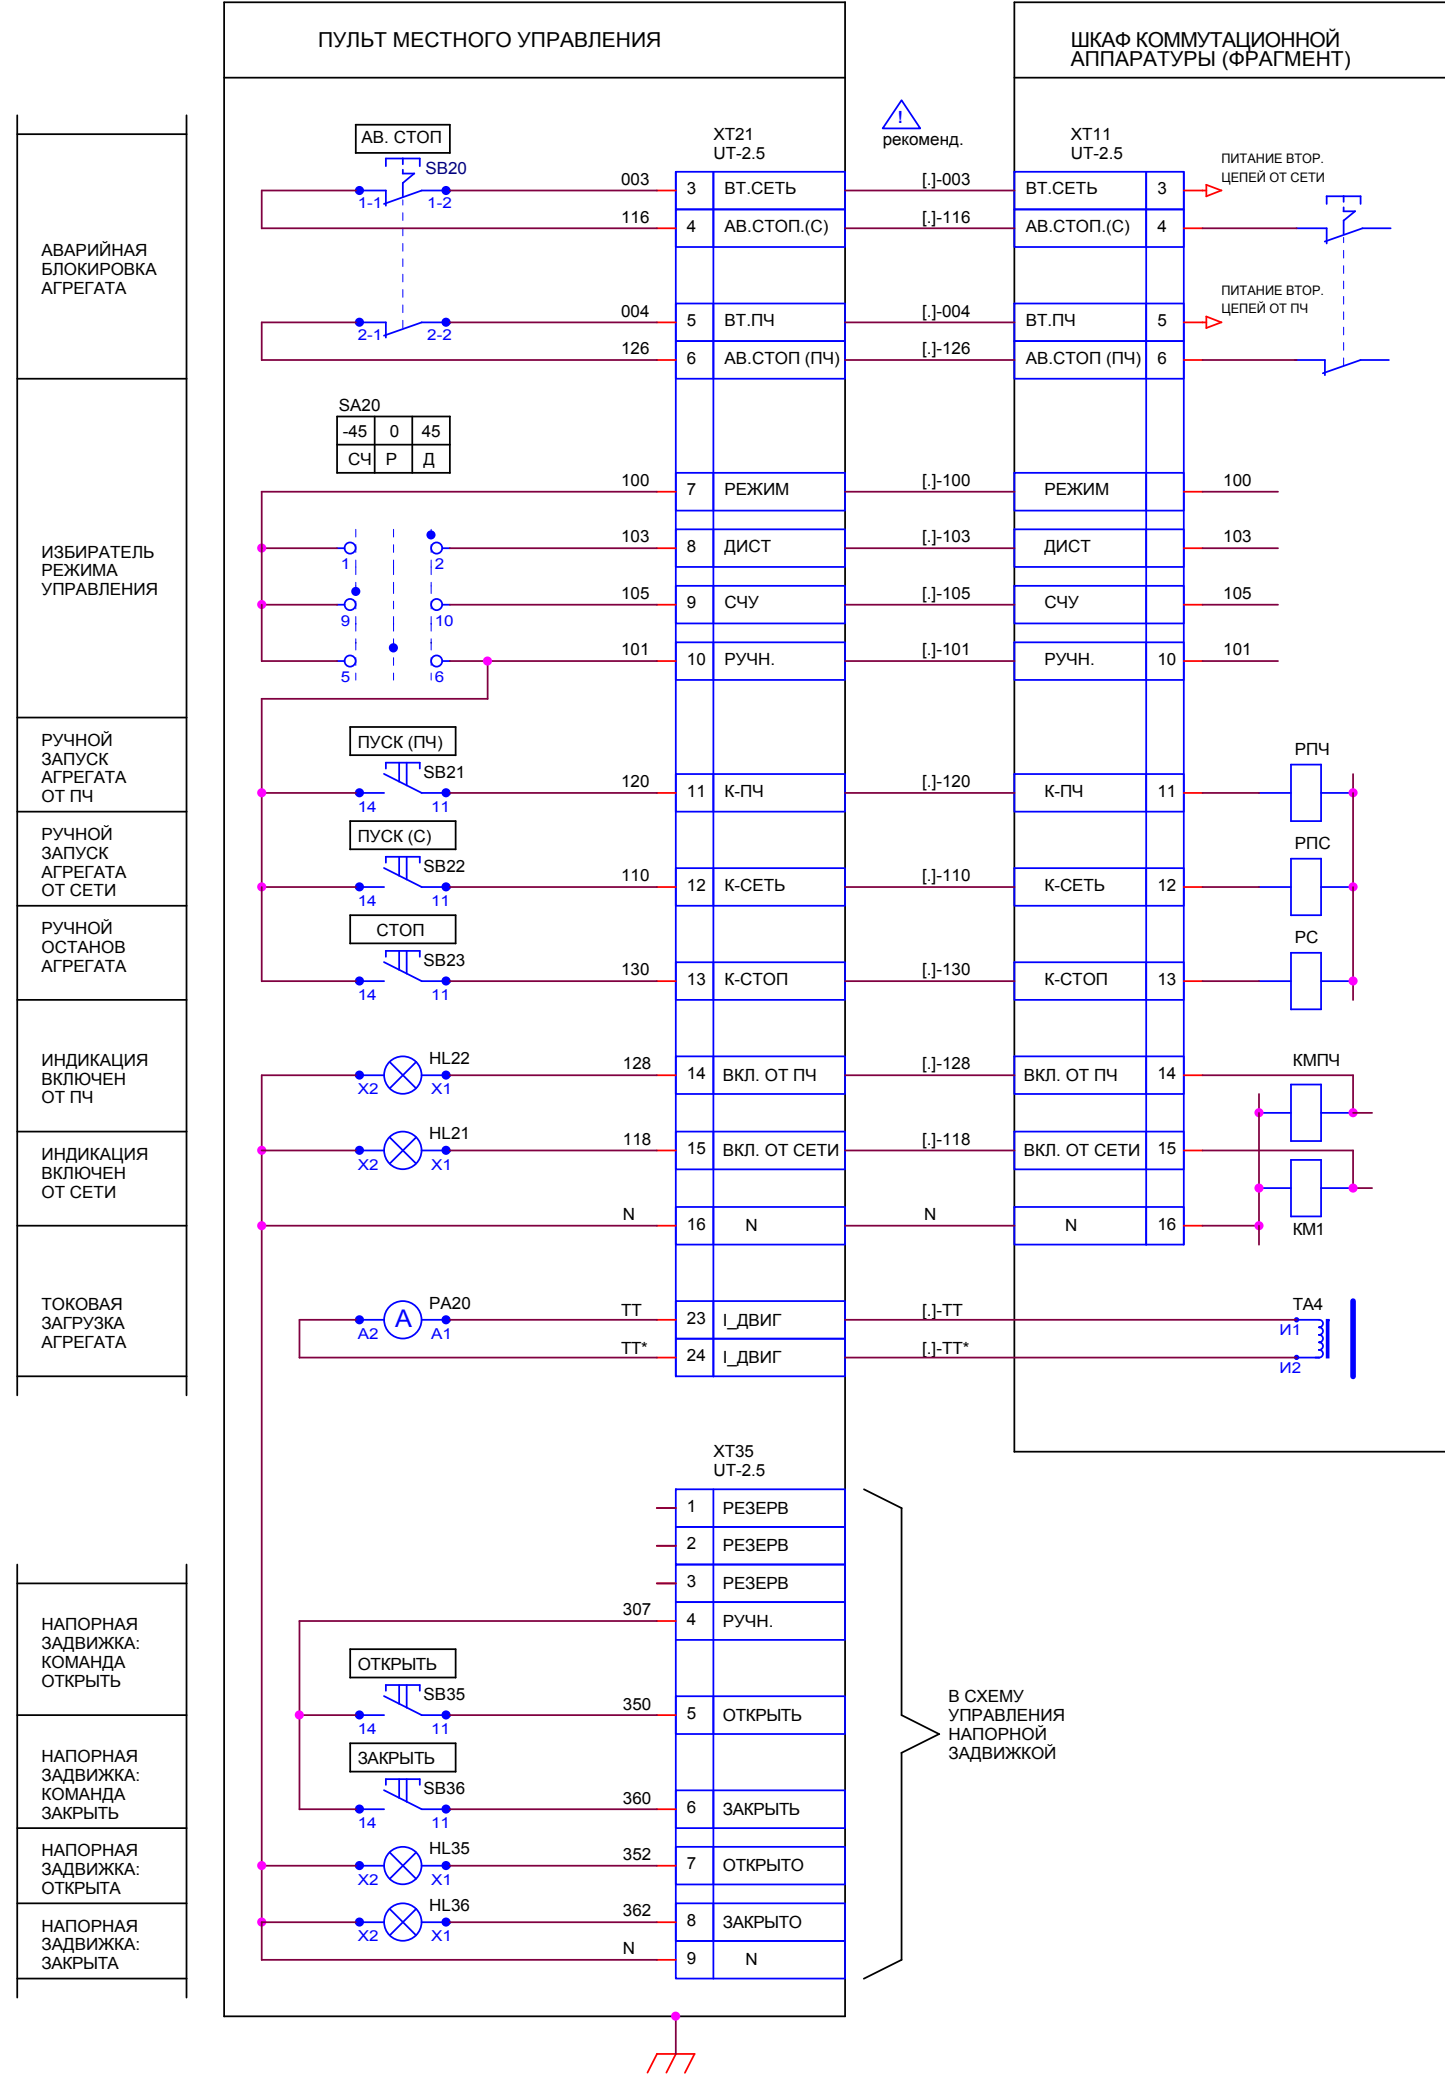 ПУЛЬТ МЕСТНОГО УПРАВЛЕНИЯ
ШКАФ КОММУТАЦИОННОЙ
АППАРАТУРЫ (ФРАГМЕНТ)
АВ. СТОП
SB20
1-1
1-2
2-1
2-2
XT21
UT-2.5
!
рекоменд.
XT11
UT-2.5
ПИТАНИЕ ВТОР.
ЦЕПЕЙ ОТ СЕТИ
АВАРИЙНАЯ
БЛОКИРОВКА
АГРЕГАТА
003
3
ВТ.СЕТЬ
[.]-003
ВТ.СЕТЬ
3
116
4
АВ.СТОП.(С)
[.]-116
АВ.СТОП.(С)
4
ПИТАНИЕ ВТОР.
ЦЕПЕЙ ОТ ПЧ
004
5
ВТ.ПЧ
[.]-004
ВТ.ПЧ
5
126
6
АВ.СТОП (ПЧ)
[.]-126
АВ.СТОП (ПЧ)
6
ИЗБИРАТЕЛЬ
РЕЖИМА
УПРАВЛЕНИЯ
SA20
-45
0
45
СЧ
Р
Д
100
7
РЕЖИМ
[.]-100
РЕЖИМ
100
1
2
103
8
ДИСТ
[.]-103
ДИСТ
103
9
10
105
9
СЧУ
[.]-105
СЧУ
105
5
6
101
10
РУЧН.
[.]-101
РУЧН.
10
101
РУЧНОЙ
ЗАПУСК
АГРЕГАТА
ОТ ПЧ
ПУСК (ПЧ)
SB21
14
11
120
11
К-ПЧ
[.]-120
К-ПЧ
11
РПЧ
РУЧНОЙ
ЗАПУСК
АГРЕГАТА
ОТ СЕТИ
ПУСК (С)
SB22
14
11
110
12
К-СЕТЬ
[.]-110
К-СЕТЬ
12
РПС
РУЧНОЙ
ОСТАНОВ
АГРЕГАТА
СТОП
SB23
14
11
130
13
К-СТОП
[.]-130
К-СТОП
13
РС
ИНДИКАЦИЯ
ВКЛЮЧЕН
ОТ ПЧ
HL22
X2
X1
128
14
ВКЛ. ОТ ПЧ
[.]-128
ВКЛ. ОТ ПЧ
14
КМПЧ
ИНДИКАЦИЯ
ВКЛЮЧЕН
ОТ СЕТИ
HL21
X2
X1
118
15
ВКЛ. ОТ СЕТИ
[.]-118
ВКЛ. ОТ СЕТИ
15
N
16
N
N
N
16
КМ1
ТОКОВАЯ
ЗАГРУЗКА
АГРЕГАТА
PA20
A
A2
A1
ТТ
23
I_ДВИГ
[.]-ТТ
TA4
И1
ТТ*
24
I_ДВИГ
[.]-ТТ*
И2
XT35
UT-2.5
1
РЕЗЕРВ
2
РЕЗЕРВ
3
РЕЗЕРВ
НАПОРНАЯ
ЗАДВИЖКА:
КОМАНДА
ОТКРЫТЬ
307
4
РУЧН.
ОТКРЫТЬ
SB35
14
11
350
5
ОТКРЫТЬ
В СХЕМУ
УПРАВЛЕНИЯ
НАПОРНОЙ
ЗАДВИЖКОЙ
НАПОРНАЯ
ЗАДВИЖКА:
КОМАНДА
ЗАКРЫТЬ
ЗАКРЫТЬ
SB36
14
11
360
6
ЗАКРЫТЬ
НАПОРНАЯ
ЗАДВИЖКА:
ОТКРЫТА
HL35
X2
X1
352
7
ОТКРЫТО
НАПОРНАЯ
ЗАДВИЖКА:
ЗАКРЫТА
HL36
X2
X1
362
8
ЗАКРЫТО
N
9
N